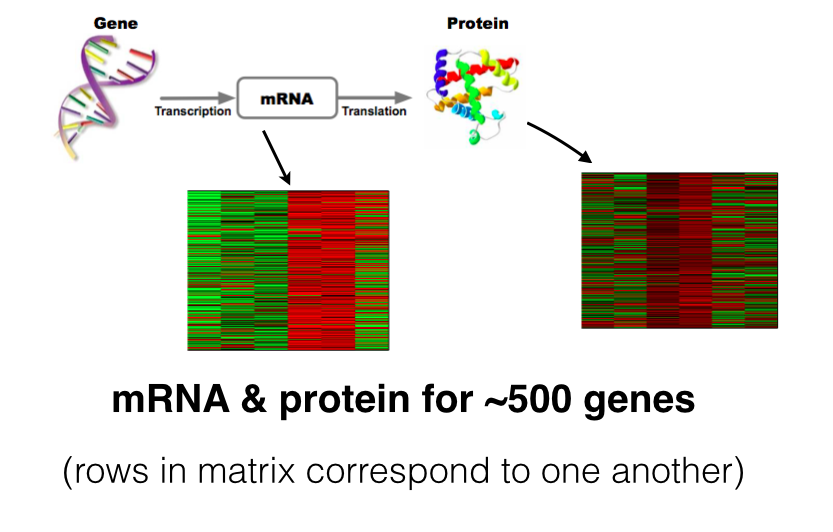 Gene
Protein
mRNA
Transcription
Translation
mRNA & protein for ~500 genes
(rows in matrix correspond to one another)